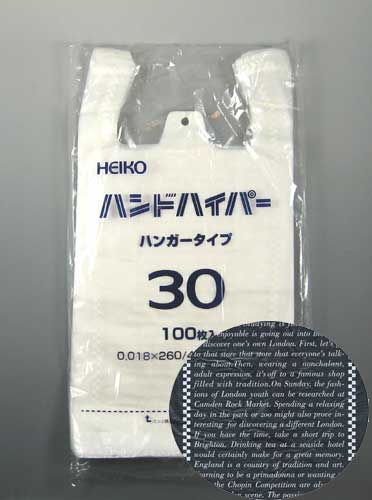 HEIKO
ハンドハイパー
ハンガータイプ
30
100枚入
0.018×260/
is
enjoyable is going out into
discover one's own London. First, let's
to that store that store that everyone's talk-
ing about. Then, wearing a nonchalant,
adult expression, it's off to a famous shop
filled with tradition. On Sunday, the fash-
ions of London youth can be researched at
Camden Rock Market. Spending a relaxing
day in the park or zoo might also prove in-
teresting for discovering a different London.
If you have the time, take a short trip to
Brighton. Drinking tea at a seaside hotel
would certainly make for a great memory.
England is a country of tradition and art.
earning to be a primadonna or wanting
the Chopin Competition are also
scene. The